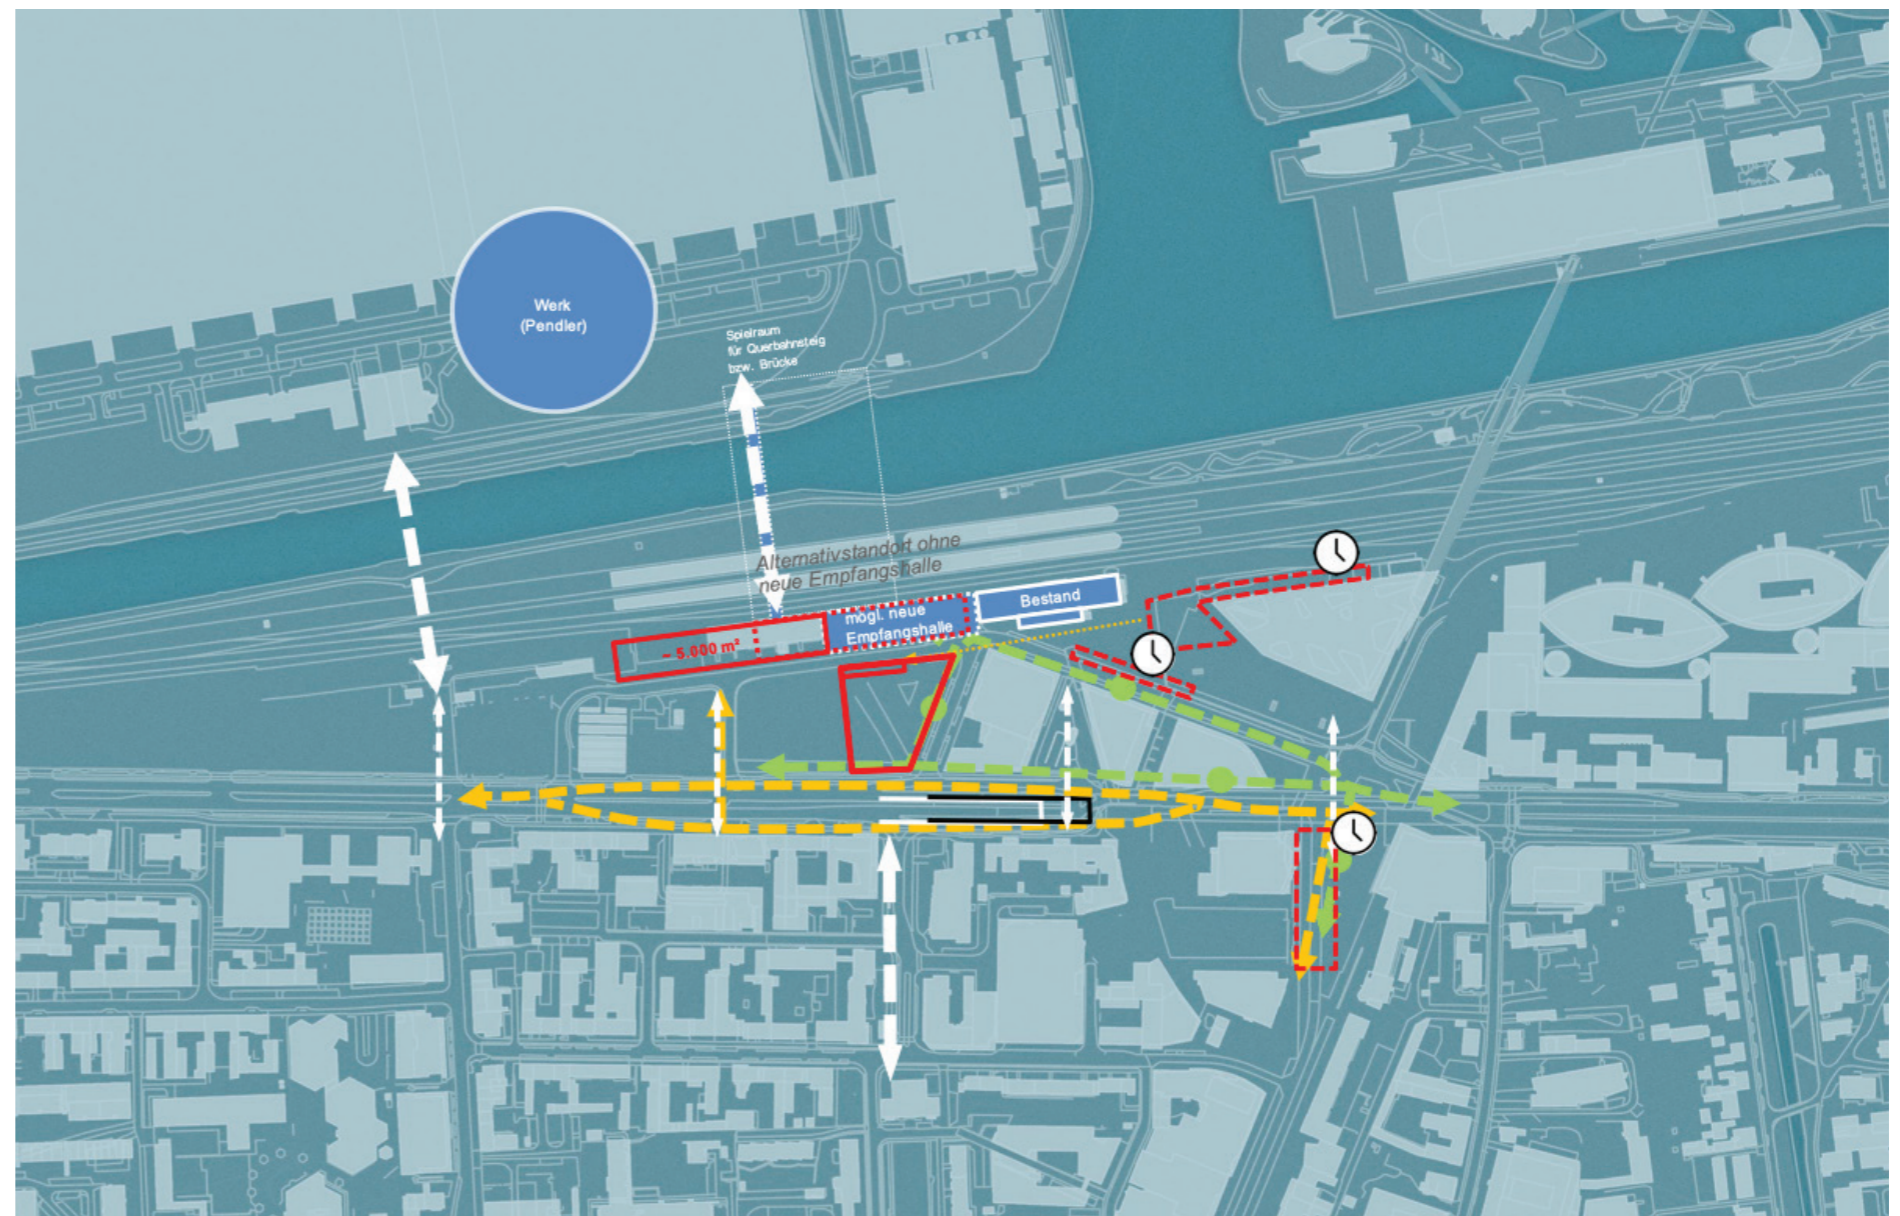 Werk
(Pendler)
Spielraum
für Querbahnsteig
bzw. Brücke
Alternativstandort ohne
neue Empfangshalle
Bestand
mögl. neue
Empfangshalle
~ 5.000 m²